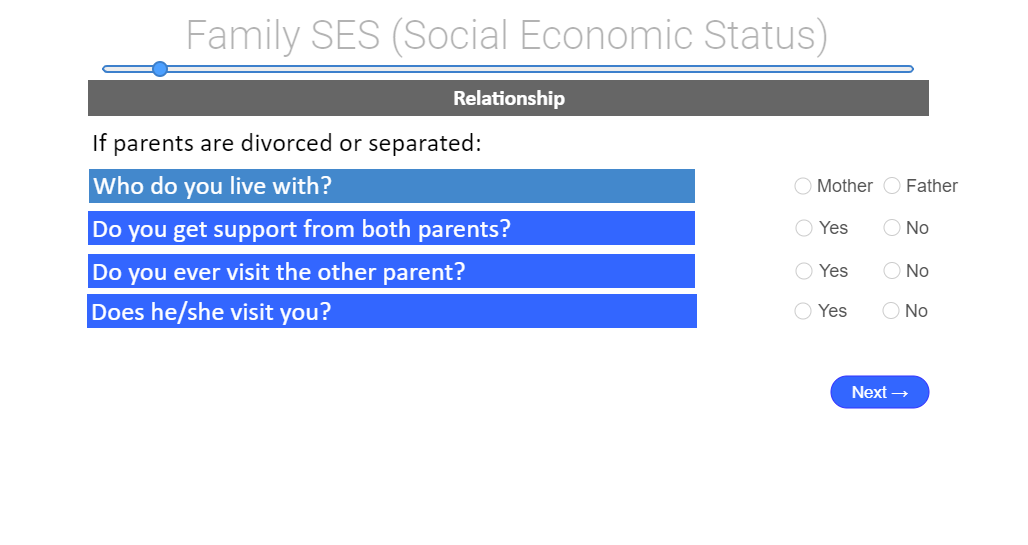 Family SES (Social Economic Status)
Relationship
If parents are divorced or separated:
Who do you live with? Mother Father
Do you get support from both parents? Yes No
Do you ever visit the other parent? Yes No
Does he/she visit you? Yes No
Next →